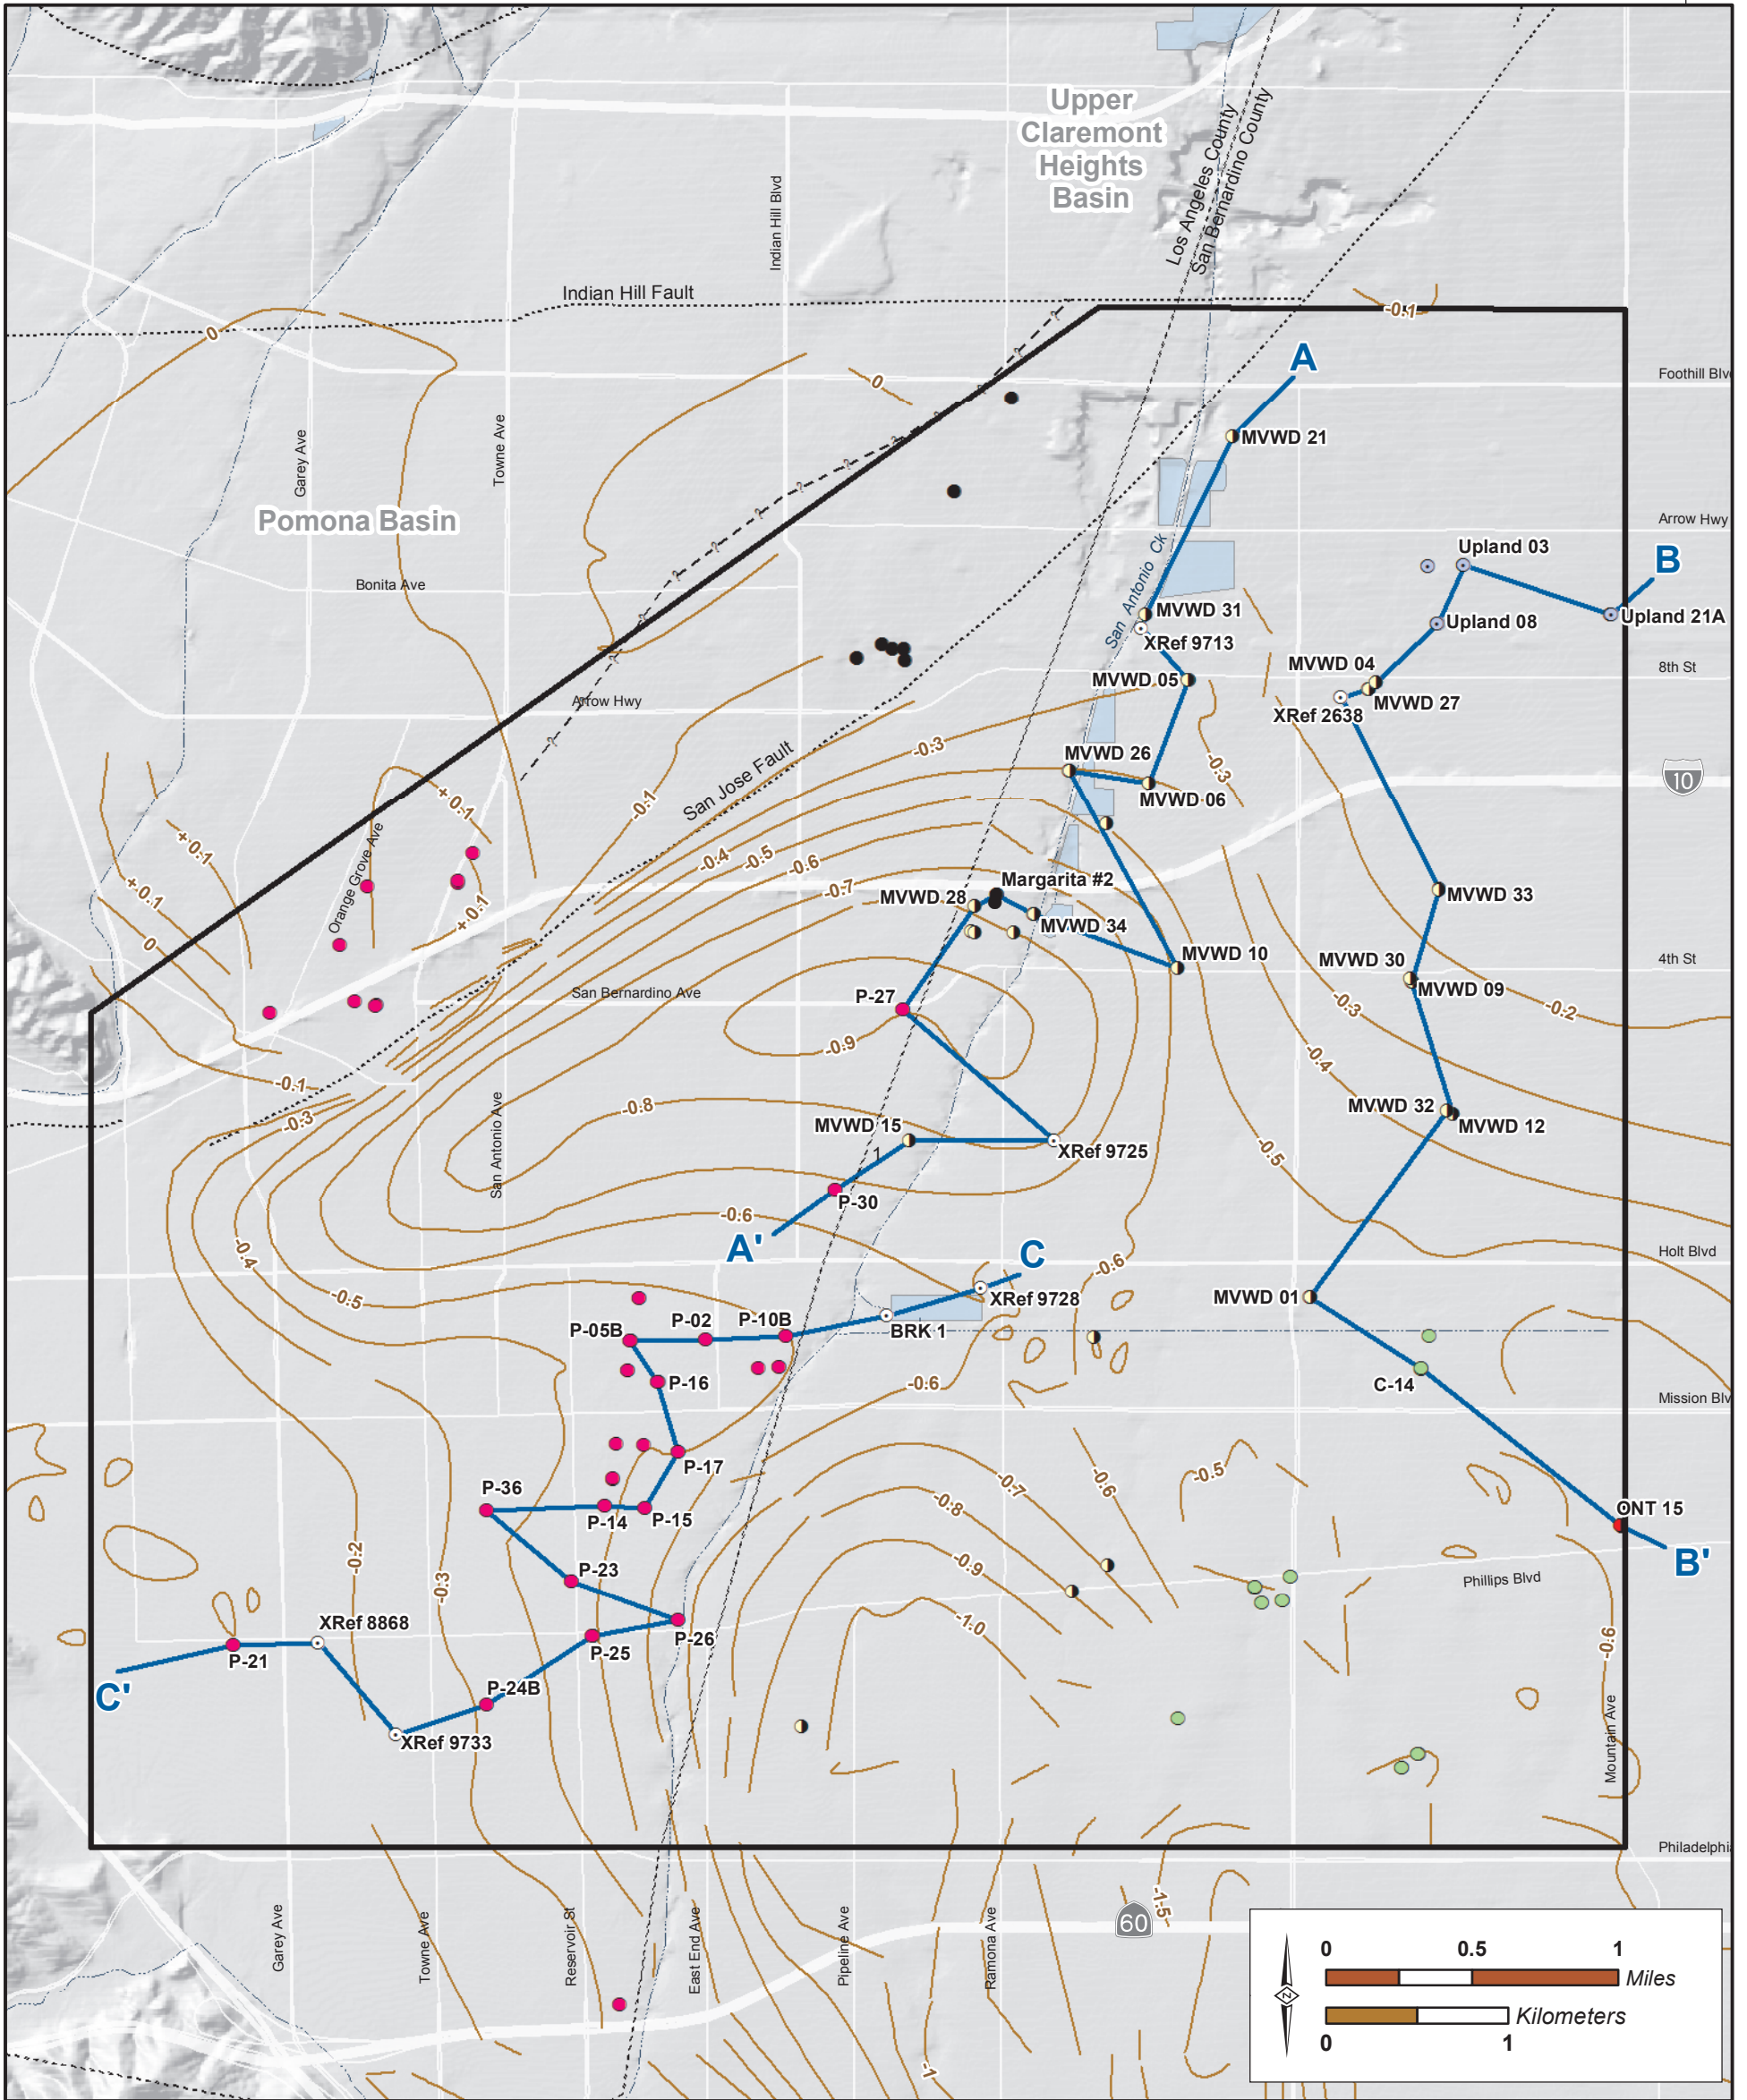 Upper
Claremont
Heights
Basin
Los Angeles County
San Bernardino County
Indian Hill Blvd
Indian Hill Fault
-0.1
0
0
A
Foothill Blv
MVWD 21
Garey Ave
Towne Ave
Pomona Basin
Arrow Hwy
Upland 03
B
Bonita Ave
San Antonio Ck
MVWD 31
Upland 08
Upland 21A
XRef 9713
MVWD 04
8th St
MVWD 05
MVWD 27
Arrow Hwy
XRef 2638
-0.3
MVWD 26
San Jose Fault
-0.3
10
MVWD 06
-0.1
+ 0.1
+ 0.1
-0.4
-0.5
-0.6
Orange Grove Ave
-0.7
Margarita #2
+ 0.1
MVWD 28
MVWD 33
+ 0.1
MVWD 34
0
MVWD 10
MVWD 30
4th St
San Bernardino Ave
P-27
MVWD 09
-0.3
-0.2
-0.9
-0.4
-0.1
-0.3
-0.8
San Antonio Ave
MVWD 15
MVWD 32
MVWD 12
1
XRef 9725
-0.5
P-30
-0.6
A'
C
-0.4
-0.6
Holt Blvd
-0.5
XRef 9728
MVWD 01
P-05B
P-02
P-10B
BRK 1
P-16
-0.6
C-14
Mission Blv
P-17
-0.7
-0.6
-0.5
P-36
-0.8
P-14
P-15
ONT 15
B'
-0.2
-0.3
P-23
-0.9
Phillips Blvd
XRef 8868
-1.0
P-26
P-21
P-25
-0.6
C'
P-24B
XRef 9733
Mountain Ave
Philadelphi
Garey Ave
Towne Ave
Reservoir St
East End Ave
Pipeline Ave
Ramona Ave
60
-1.5
-1
0 0.5 1
Miles
Kilometers
0 1
N